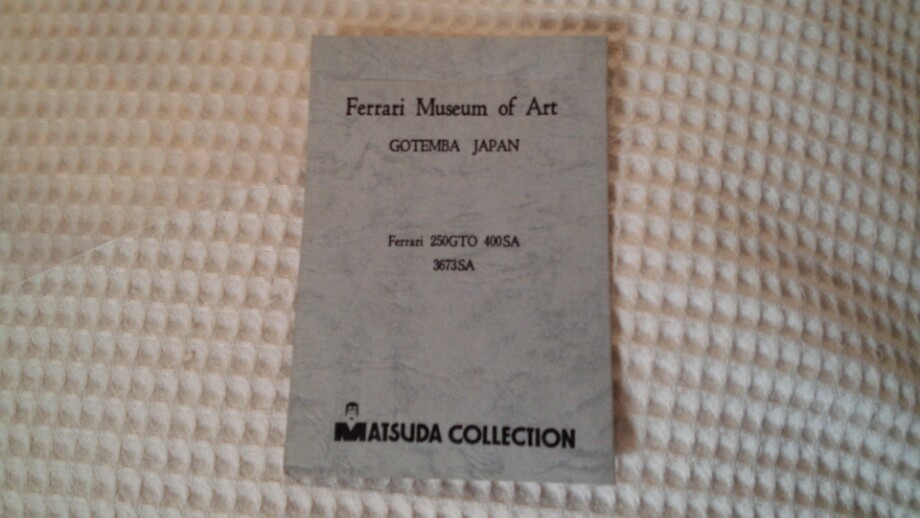 Ferrari Museum of Art
GOTEMBA JAPAN
Ferrari 250GTO 400SA
3673SA
MATSUDA COLLECTION